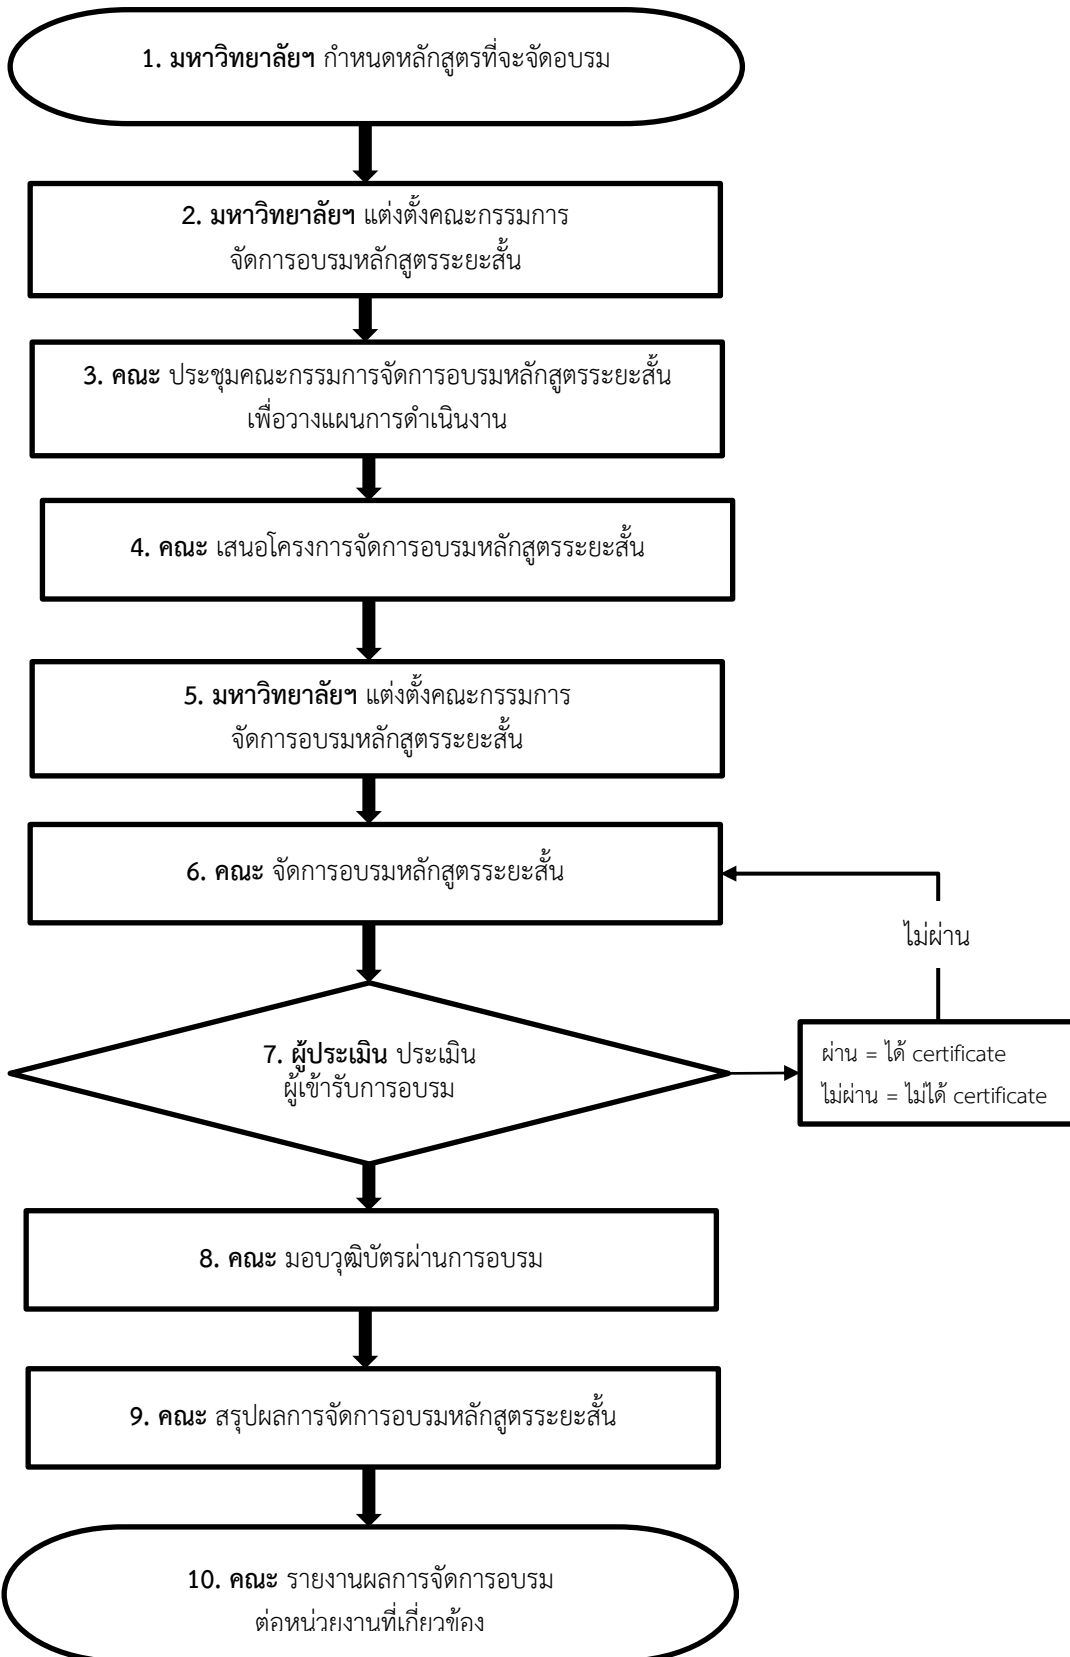 1. มหาวิทยาลัยฯ กำหนดหลักสูตรที่จะจัดอบรม
2. มหาวิทยาลัยฯ แต่งตั้งคณะกรรมการ
จัดการอบรมหลักสูตรระยะสั้น
3. คณะ ประชุมคณะกรรมการจัดการอบรมหลักสูตรระยะสั้น
เพื่อวางแผนการดำเนินงาน
4. คณะ เสนอโครงการจัดการอบรมหลักสูตรระยะสั้น
5. มหาวิทยาลัยฯ แต่งตั้งคณะกรรมการ
จัดการอบรมหลักสูตรระยะสั้น
6. คณะ จัดการอบรมหลักสูตรระยะสั้น
ไม่ผ่าน
7. ผู้ประเมิน ประเมิน
ผู้เข้ารับการอบรม
ผ่าน = ได้ certificate
ไม่ผ่าน = ไม่ได้ certificate
8. คณะ มอบวุฒิบัตรผ่านการอบรม
9. คณะ สรุปผลการจัดการอบรมหลักสูตรระยะสั้น
10. คณะ รายงานผลการจัดการอบรม
ต่อหน่วยงานที่เกี่ยวข้อง